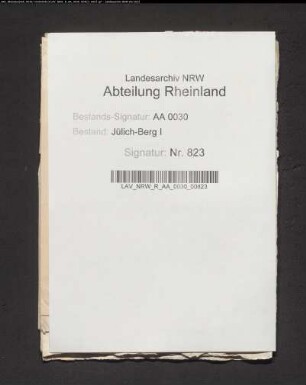 Landesarchiv NRW
Abteilung Rheinland
Bestands-Signatur: AA 0030
Bestand: Jülich-Berg I
Signatur: Nr. 823
LAV_NRW_R_AA_0030_00823